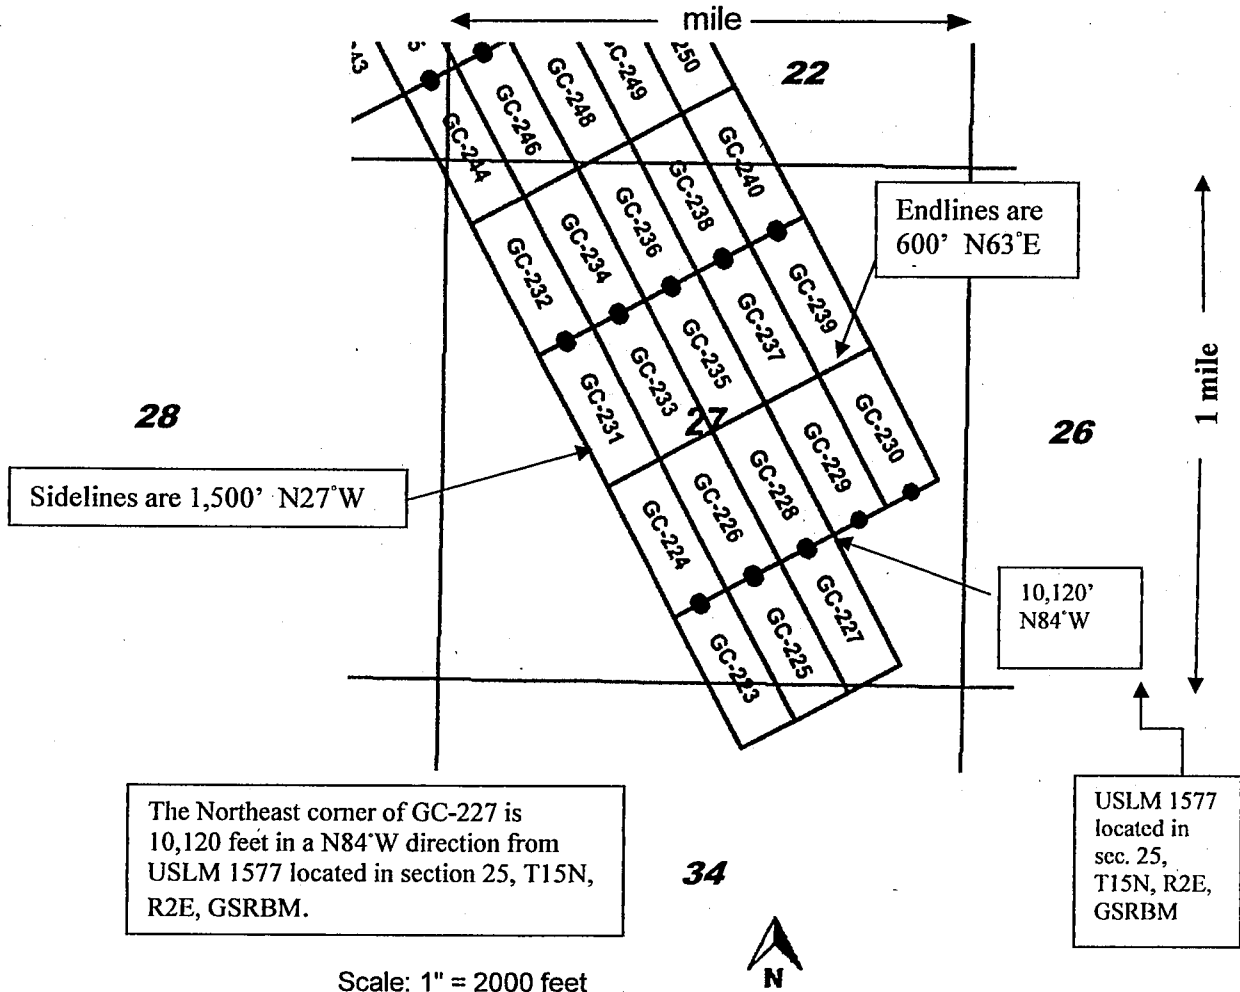 mile
22
GC-249
GC-248
GC-246
GC-244
GC-240
GC-238
GC-236
GC-234
GC-232
Endlines are
600' N63°E
GC-239
GC-237
GC-235
GC-233
GC-231
1 mile
28
27
26
GC-230
GC-229
GC-228
GC-226
GC-224
Sidelines are 1,500' N27°W
10,120'
N84°W
GC-227
GC-225
GC-223
The Northeast corner of GC-227 is
10,120 feet in a N84°W direction from
USLM 1577 located in section 25, T15N,
R2E, GSRBM.
USLM 1577
located in
sec. 25,
T15N, R2E,
GSRBM
34
N
Scale: 1" = 2000 feet